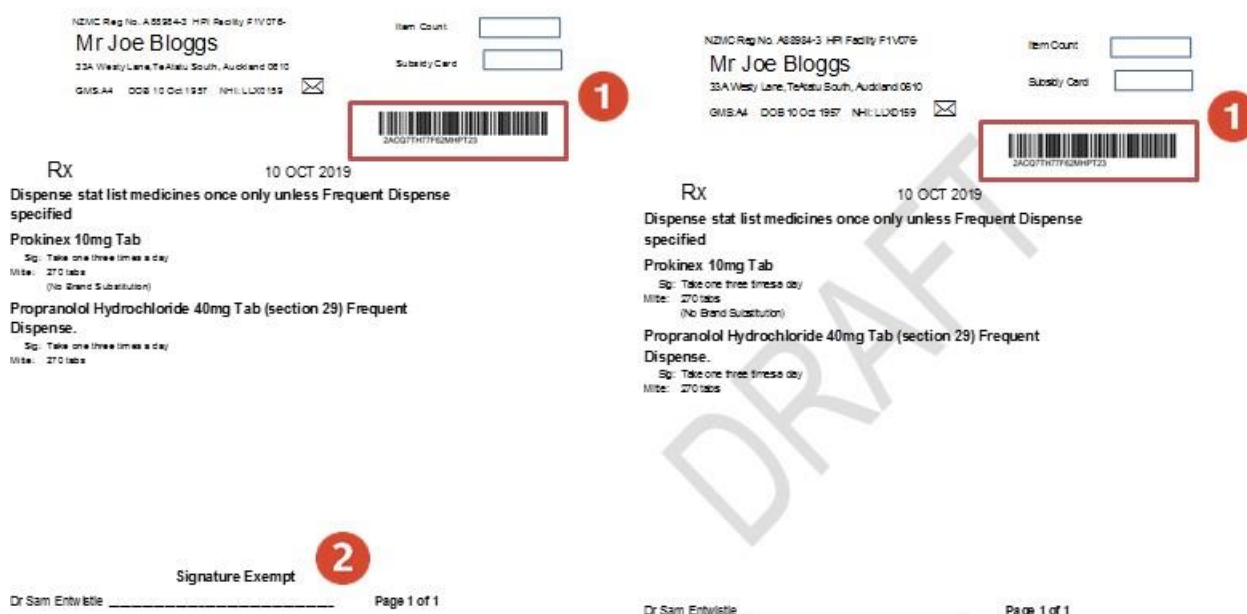 NZMC Reg No. A88984-3 HPI Facility F1V076-
Item Count
Mr Joe Bloggs
33A Westy Lane, TeAtatu South, Auckland 0610
Subsidy Card
GMS:A4 DOB 10 Oct 1957 NHI: LLX0159
1
2ACQ7TH77F62MHPT23
Rx 10 OCT 2019
Dispense stat list medicines once only unless Frequent Dispense
specified
Prokinex 10mg Tab
Sig: Take one three times a day
Mitte: 270 tabs
(No Brand Substitution)
Propranolol Hydrochloride 40mg Tab (section 29) Frequent
Dispense.
Sig: Take one three times a day
Mitte: 270 tabs
2
Signature Exempt
Dr Sam Entwistle Page 1 of 1
NZMC Reg No. A88984-3 HPI Facility F1V076-
Item Count
Mr Joe Bloggs
33A Westy Lane, TeAtatu South, Auckland 0610
Subsidy Card
GMS:A4 DOB 10 Oct 1957 NHI: LLX0159
1
2ACQ7TH77F62MHPT23
Rx 10 OCT 2019
Dispense stat list medicines once only unless Frequent Dispense
specified
Prokinex 10mg Tab
Sig: Take one three times a day
Mitte: 270 tabs
(No Brand Substitution)
Propranolol Hydrochloride 40mg Tab (section 29) Frequent
Dispense.
Sig: Take one three times a day
Mitte: 270 tabs
DRAFT
Dr Sam Entwistle Page 1 of 1